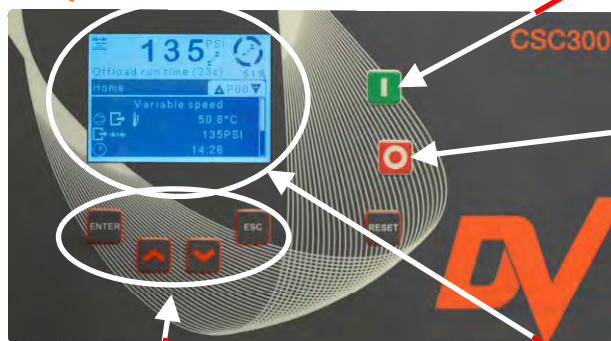 135 PSI
CSC300
Offload run time (23s) 51%
Home P00
Variable speed
50.8°C
135PSI
14:26
ENTER
ESC
RESET
DV